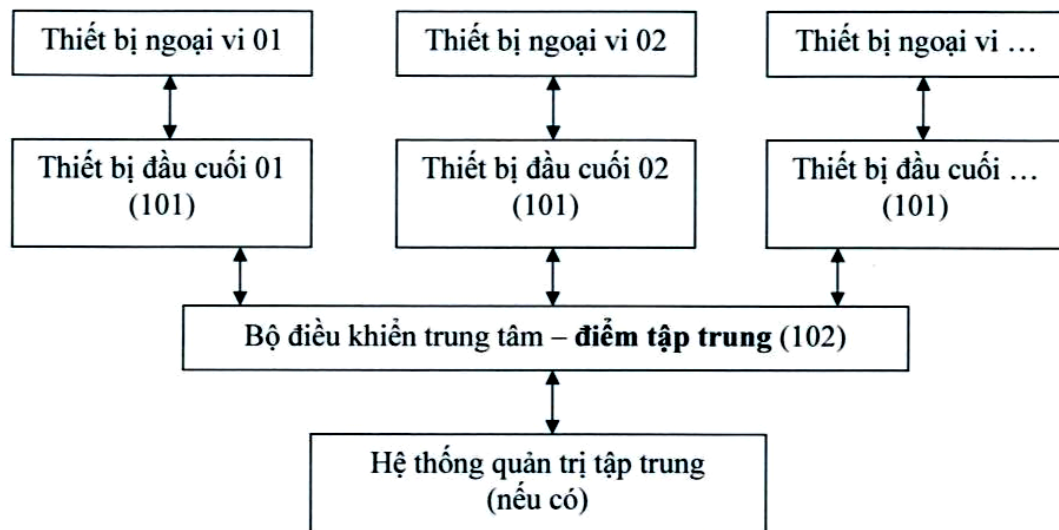 Thiết bị ngoại vi 01
Thiết bị ngoại vi 02
Thiết bị ngoại vi ...
Thiết bị đầu cuối 01
(101)
Thiết bị đầu cuối 02
(101)
Thiết bị đầu cuối ...
(101)
Bộ điều khiển trung tâm – điểm tập trung (102)
Hệ thống quản trị tập trung
(nếu có)